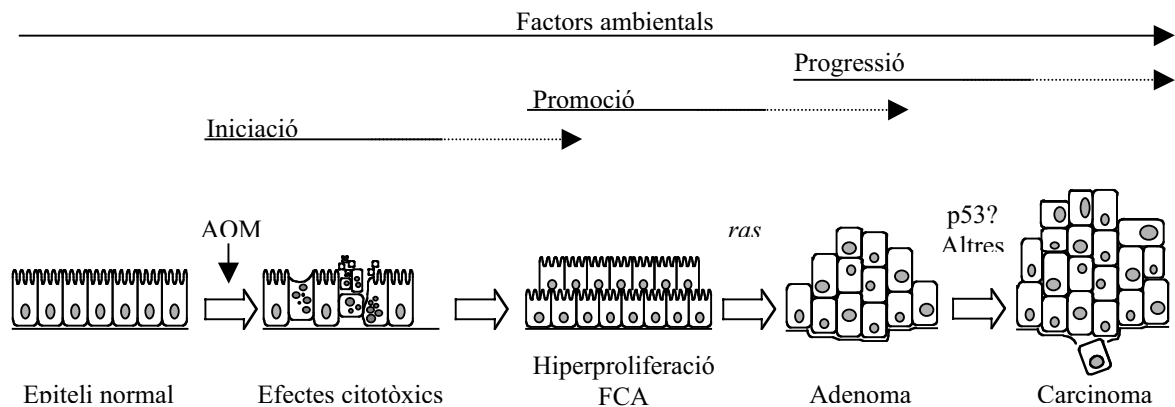 Factors ambientals
Progressió
Promoció
Iniciació
AOM
ras
p53?
Altres
Epiteli normal
Efectes citotòxics
Hiperproliferació
FCA
Adenoma
Carcinoma